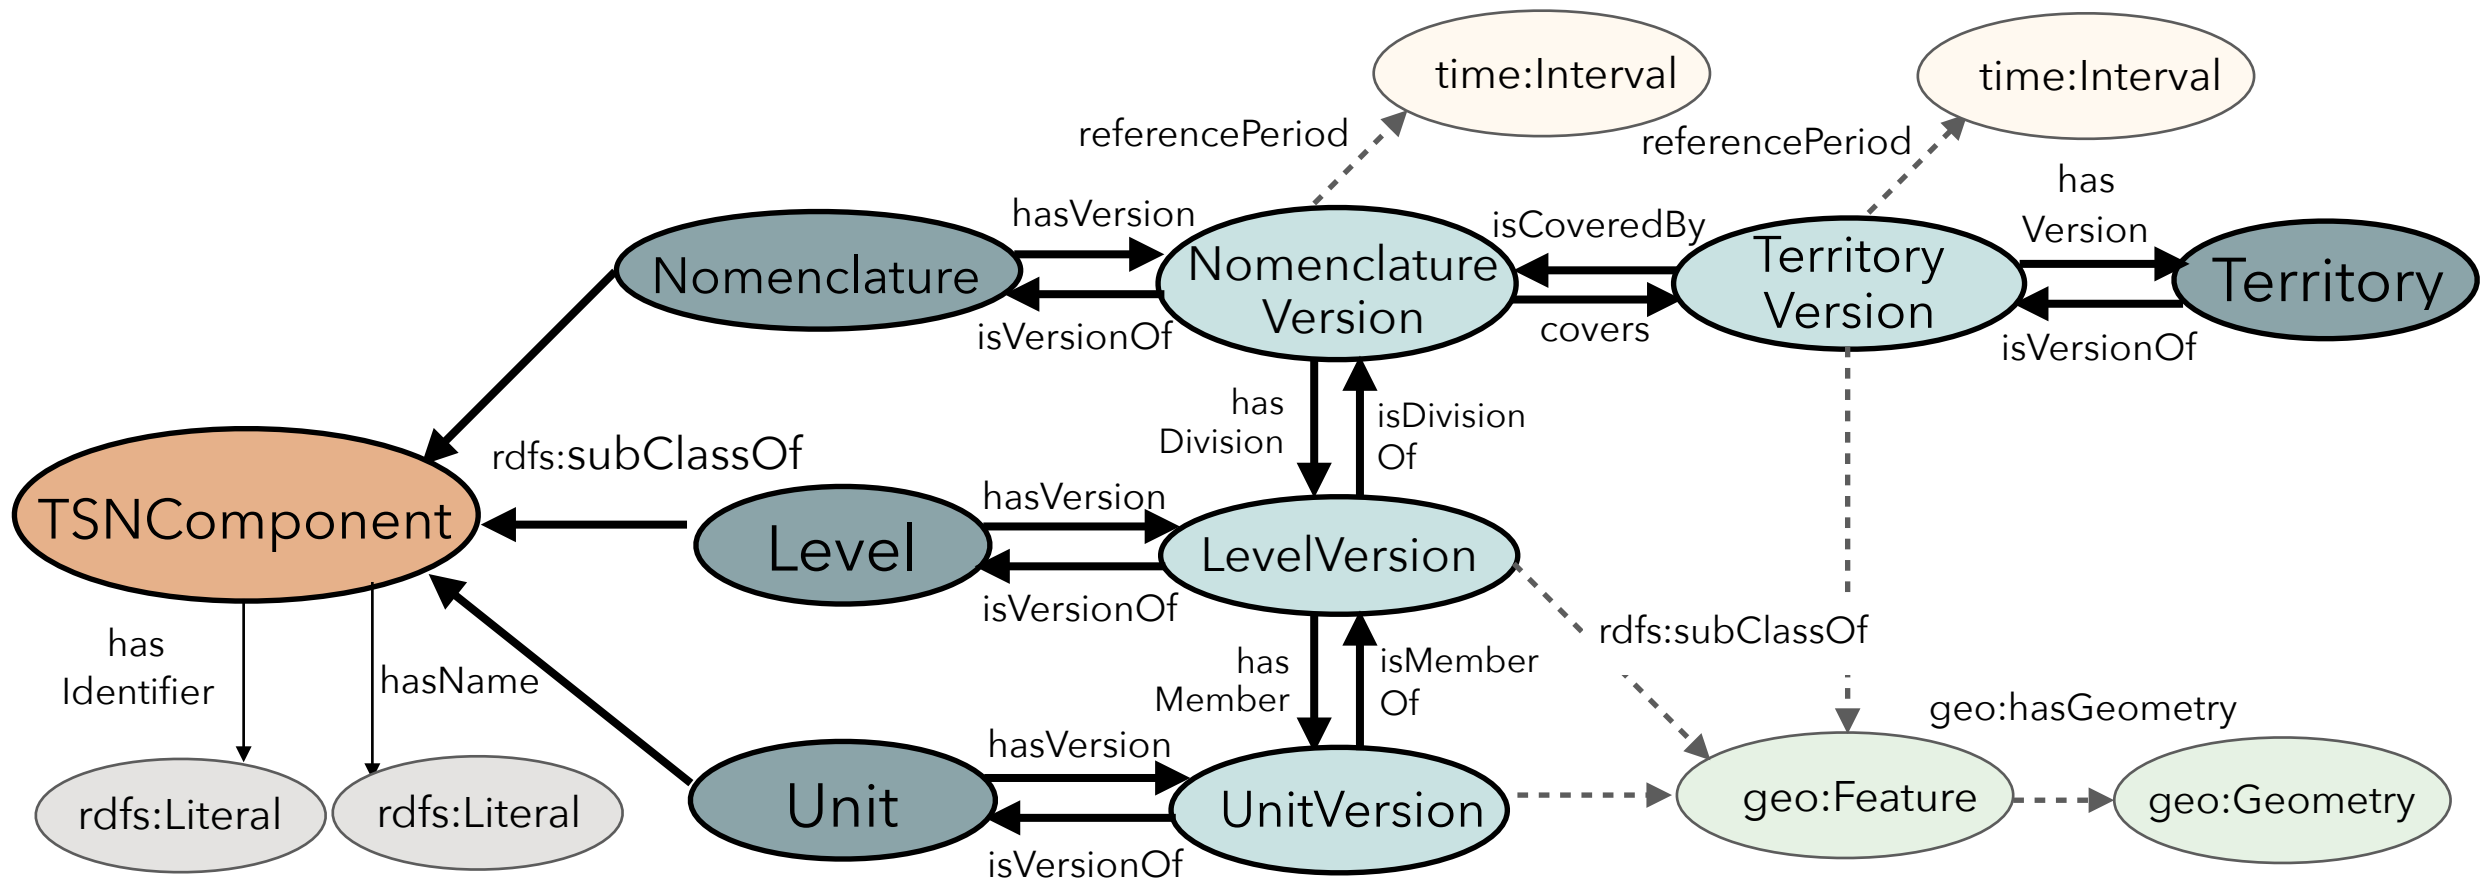 time:Interval
time:Interval
referencePeriod
referencePeriod
has
Version
hasVersion
isCoveredBy
Nomenclature
Nomenclature
Version
Territory
Version
Territory
isVersionOf
covers
isVersionOf
has
Division
isDivision
Of
rdfs:subClassOf
TSNComponent
hasVersion
Level
LevelVersion
isVersionOf
rdfs:subClassOf
has
Identifier
hasName
has
Member
isMember
Of
geo:hasGeometry
hasVersion
rdfs:Literal
rdfs:Literal
Unit
UnitVersion
geo:Feature
geo:Geometry
isVersionOf